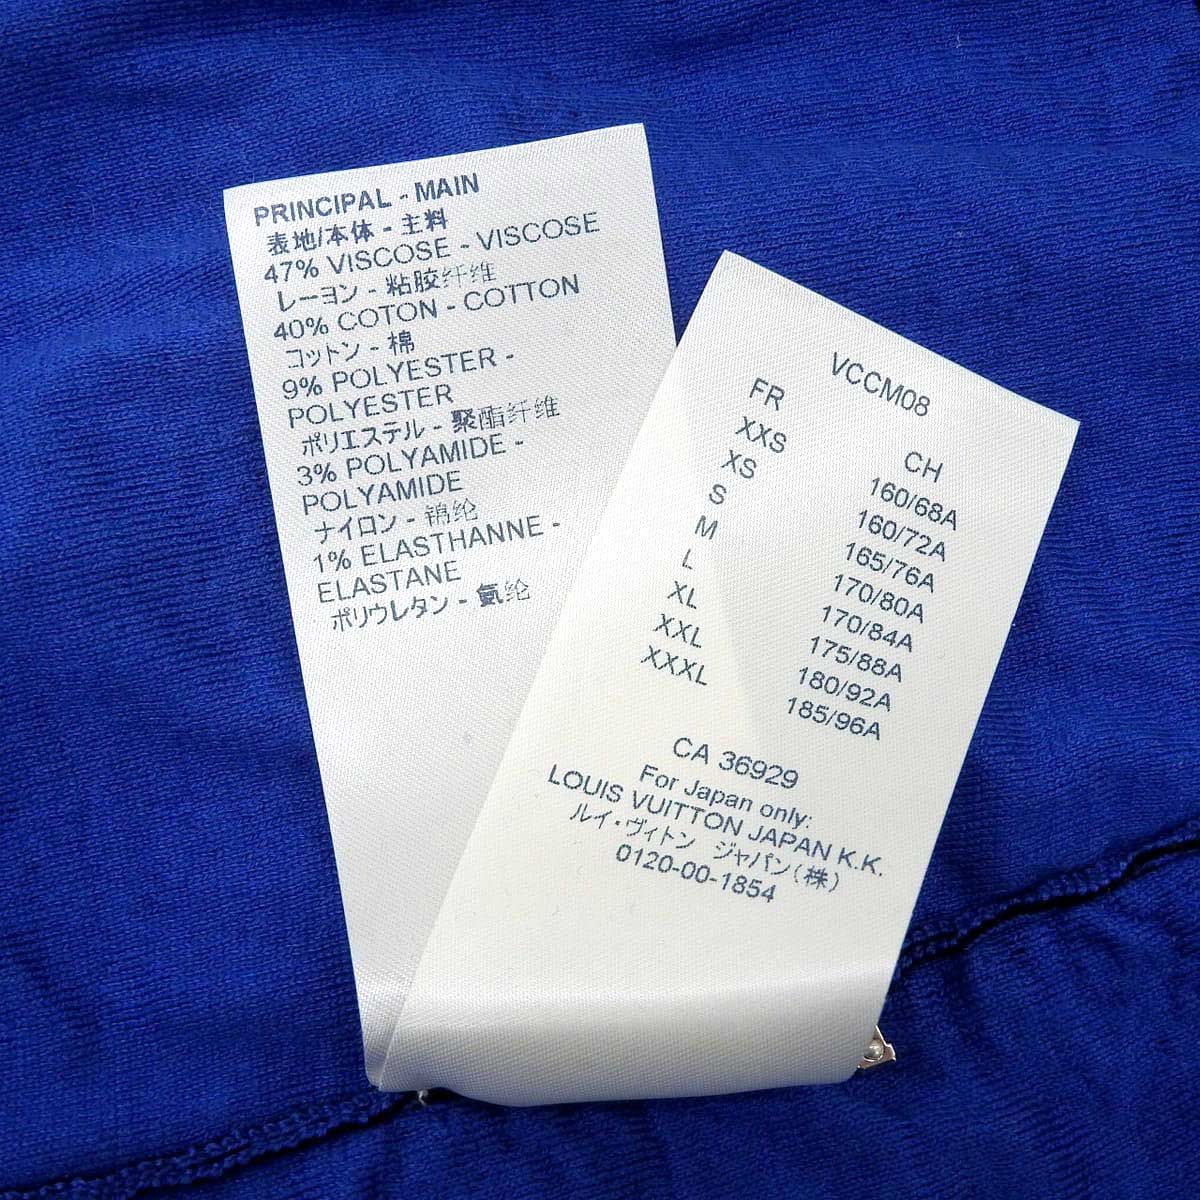 PRINCIPAL - MAIN
表地/本体 - 主料
47% VISCOSE - VISCOSE
レーヨン - 粘胶纤维
40% COTON - COTTON
コットン - 棉
9% POLYESTER -
POLYESTER
ポリエステル - 聚酯纤维
3% POLYAMIDE -
POLYAMIDE
ナイロン - 锦纶
1% ELASTHANNE -
ELASTANE
ポリウレタン - 氨纶
VCCM08
FR CH
XXS 160/68A
XS 160/72A
S 165/76A
M 170/80A
L 170/84A
XL 175/88A
XXL 180/92A
XXXL 185/96A
CA 36929
For Japan only:
LOUIS VUITTON JAPAN K.K.
ルイ・ヴィトン ジャパン(株)
0120-00-1854